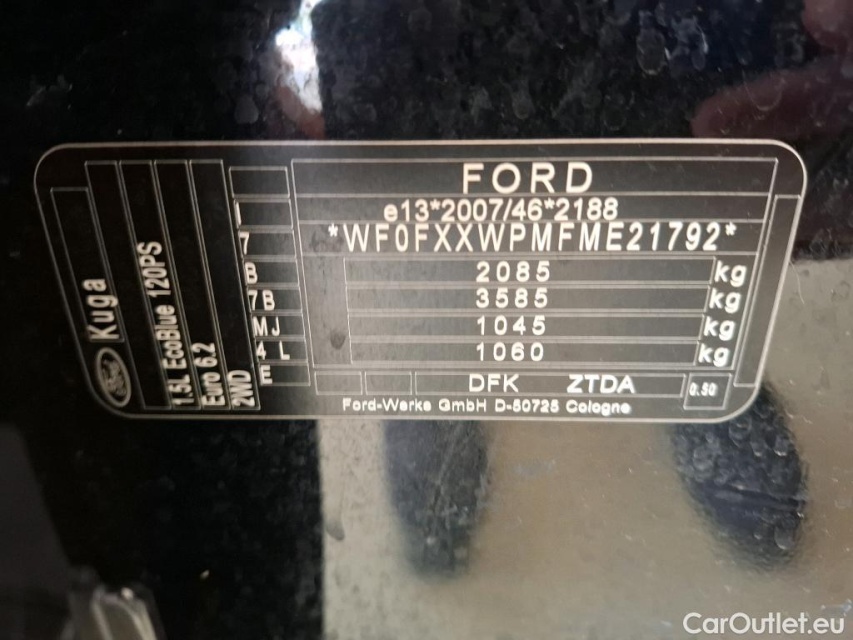 FORD
e13*2007/46*2188
*WF0FXXWPMFME21792*
2085 kg
3585 kg
1045 kg
1060 kg
DFK ZTDA 0.50
Ford-Werke GmbH D-50725 Cologne
Kuga
1.5L EcoBlue 120PS
Euro 6.2
2WD
I
7
B
7B
MJ
4 L
E
Ford
CarOutlet.eu